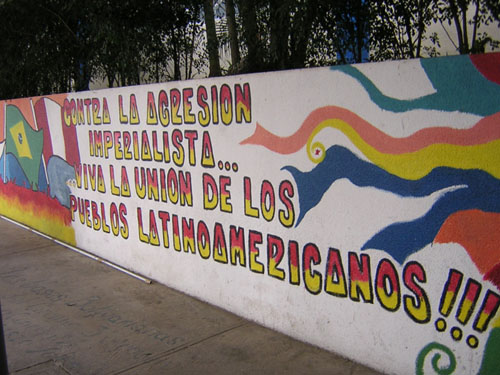 CONTRA LA AGRESION
IMPERIALISTA...
...VIVA LA UNION DE LOS
PUEBLOS LATINOAMERICANOS!!!